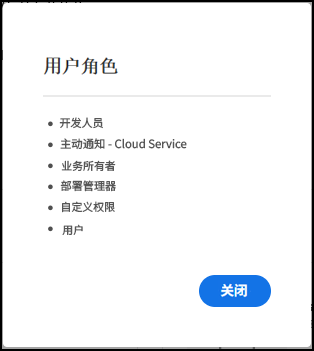 用户角色
开发人员
主动通知 - Cloud Service
业务所有者
部署管理器
自定义权限
用户
关闭